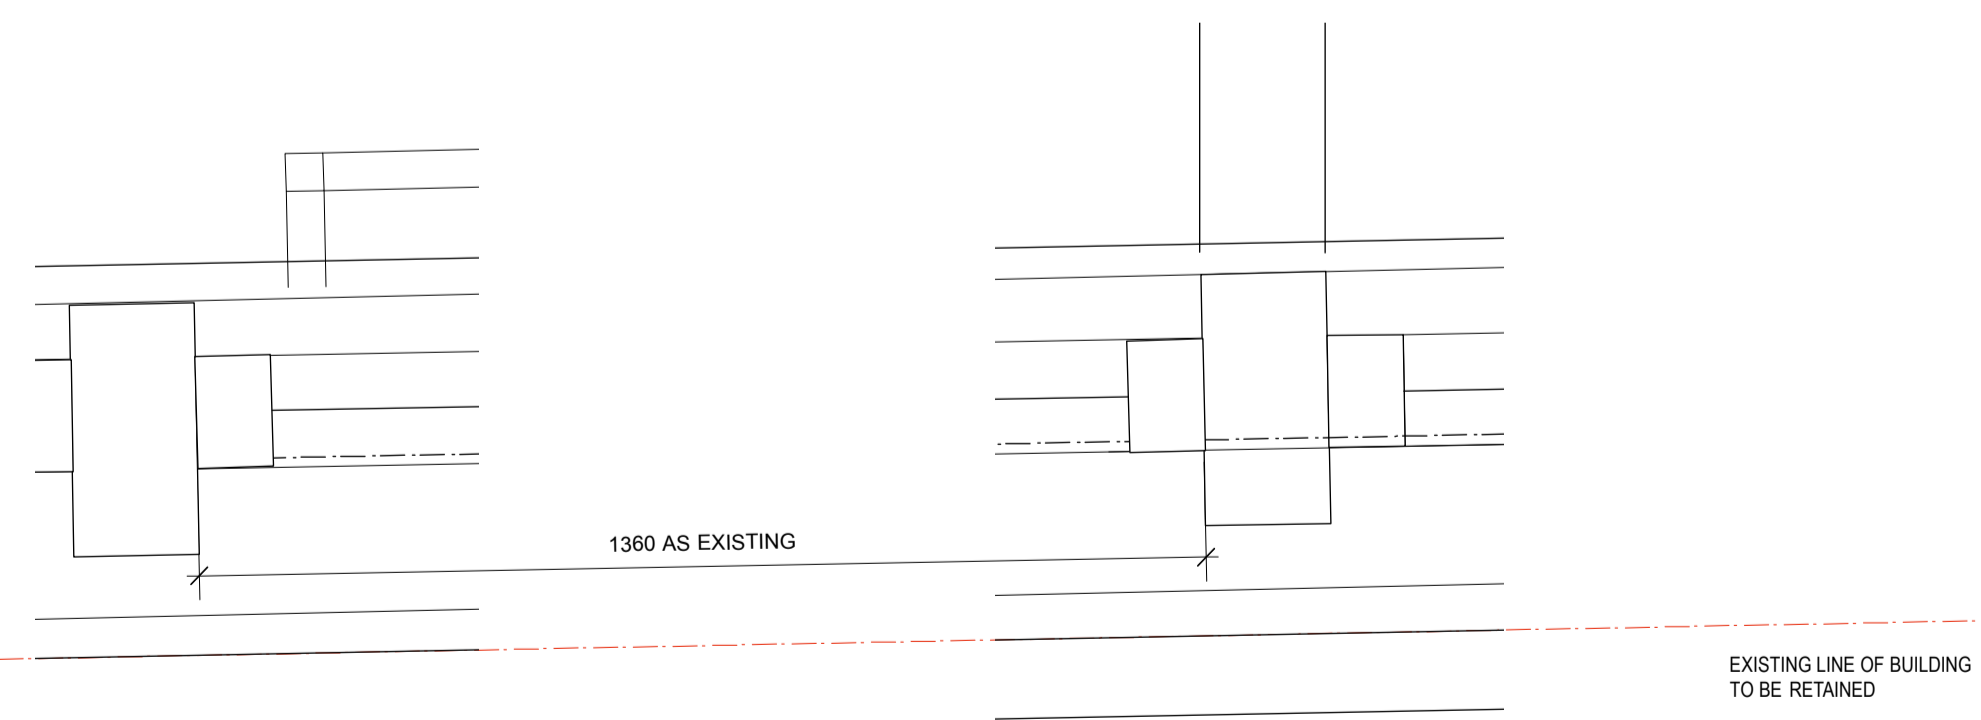 1360 AS EXISTING
EXISTING LINE OF BUILDING
TO BE RETAINED